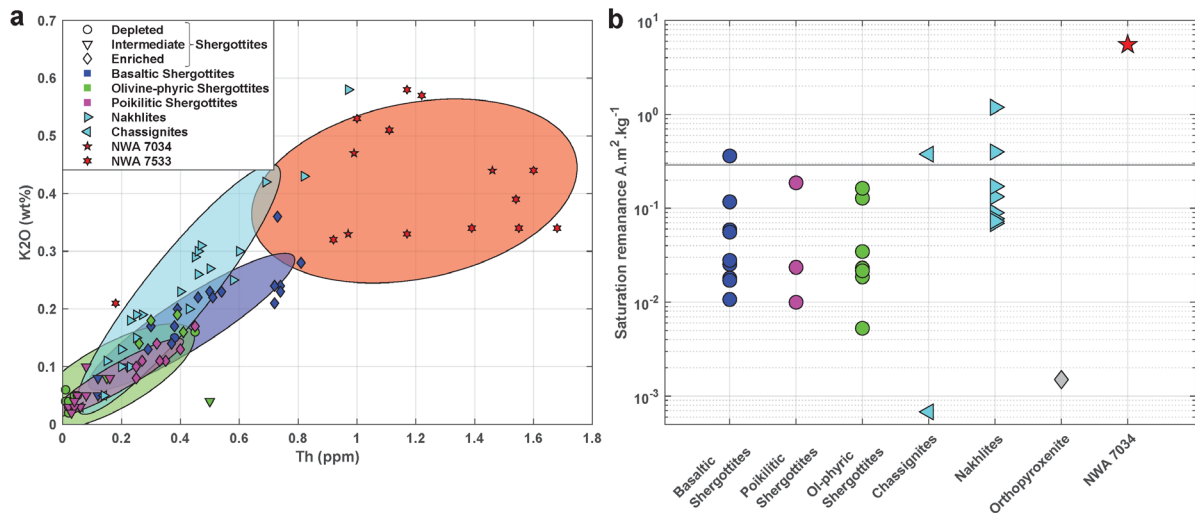 a
K2O (wt%)
0.7
0.6
0.5
0.4
0.3
0.2
0.1
0
Depleted
Intermediate
Shergottites
Enriched
Basaltic Shergottites
Olivine-phyric Shergottites
Poikilitic Shergottites
Nakhlites
Chassignites
NWA 7034
NWA 7533
0 0.2 0.4 0.6 0.8 1 1.2 1.4 1.6 1.8
Th (ppm)
b
Saturation remanance A.m².kg⁻¹
10¹
10⁰
10⁻¹
10⁻²
10⁻³
Basaltic
Shergottites
Poikilitic
Shergottites
Ol-phyric
Shergottites
Chassignites
Nakhlites
Orthopyroxenite
NWA 7034